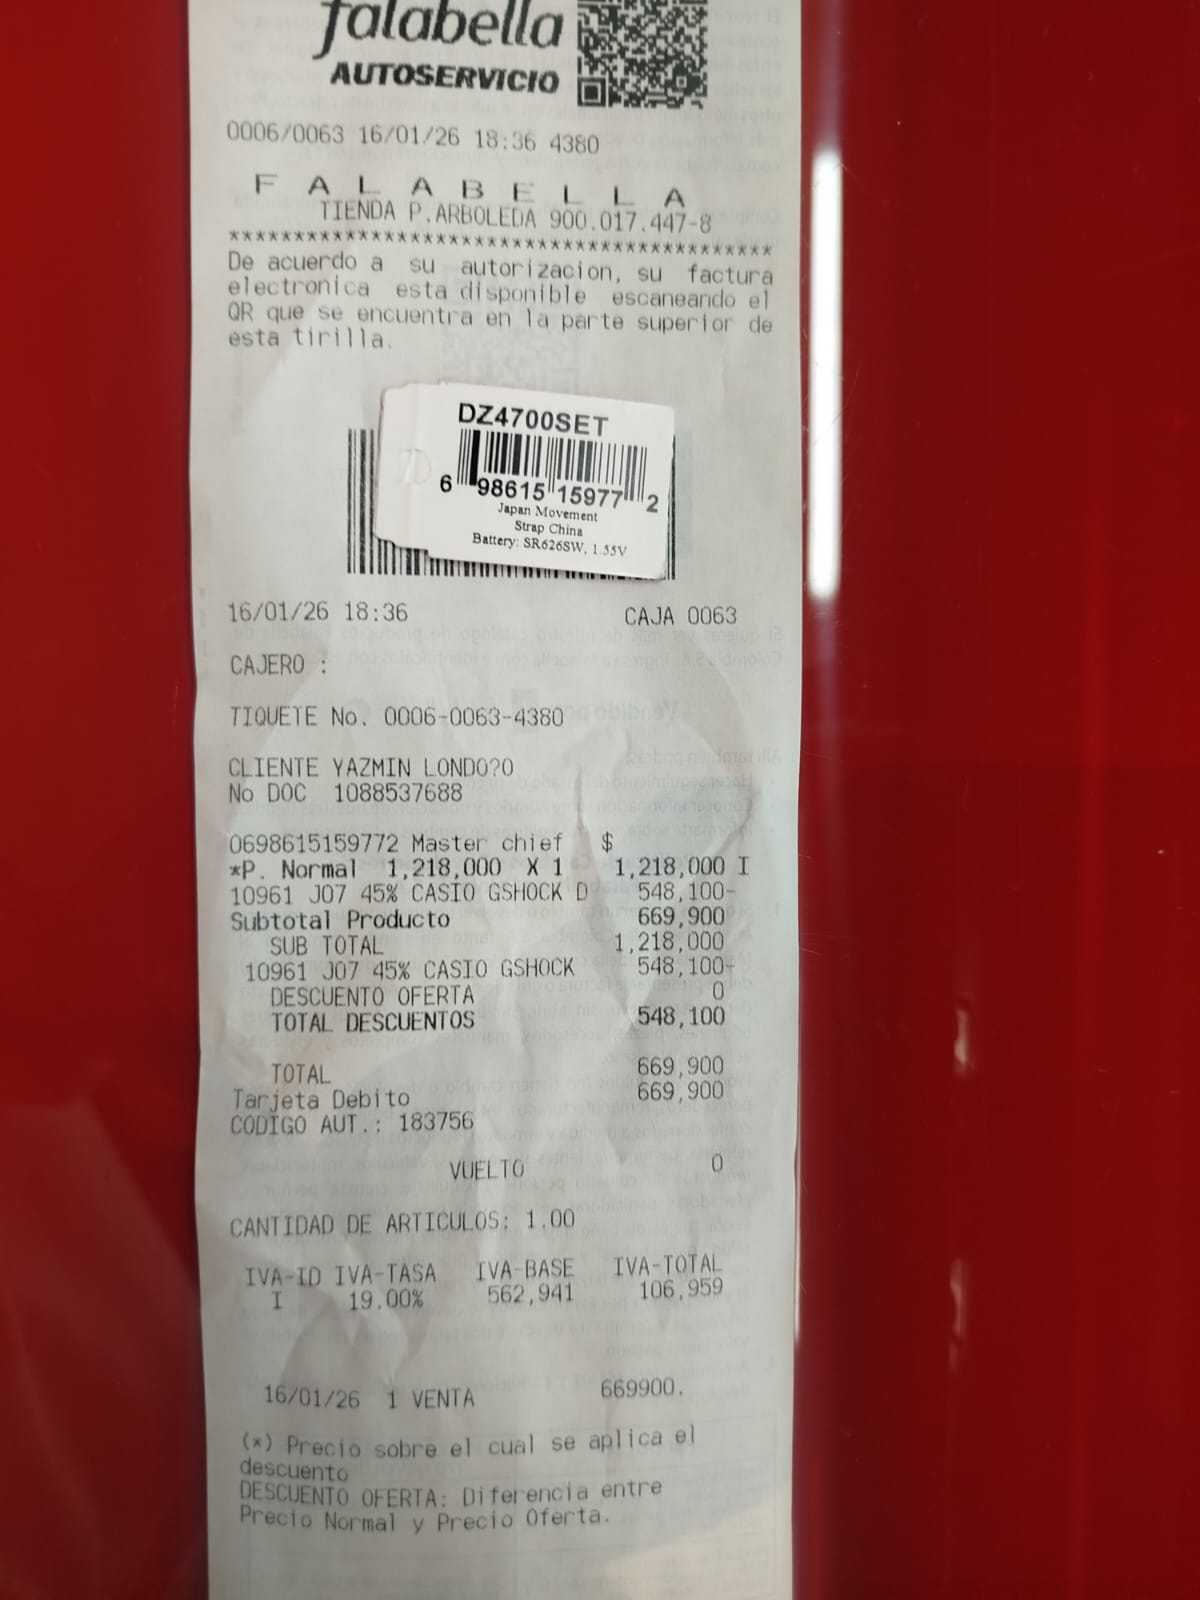 falabella
AUTOSERVICIO
0006/0063 16/01/26 18:36 4380
F A L A B E L L A
TIENDA P.ARBOLEDA 900.017.447-8
******************************************
De acuerdo a su autorizacion, su factura
electronica esta disponible escaneando el
QR que se encuentra en la parte superior de
esta tirilla.
DZ4700SET
6 98615 15977 2
Japan Movement
Strap China
Battery: SR626SW, 1.55V
16/01/26 18:36 CAJA 0063
CAJERO :
TIQUETE No. 0006-0063-4380
CLIENTE YAZMIN LONDO?O
No DOC 1088537688
0698615159772 Master chief $
*P. Normal 1,218,000 X 1 1,218,000 I
10961 J07 45% CASIO GSHOCK D 548,100-
Subtotal Producto 669,900
SUB TOTAL 1,218,000
10961 J07 45% CASIO GSHOCK 548,100-
DESCUENTO OFERTA 0
TOTAL DESCUENTOS 548,100
TOTAL 669,900
Tarjeta Debito 669,900
CODIGO AUT.: 183756
VUELTO 0
CANTIDAD DE ARTICULOS: 1.00
IVA-ID IVA-TASA IVA-BASE IVA-TOTAL
I 19.00% 562,941 106,959
16/01/26 1 VENTA 669900.
(*) Precio sobre el cual se aplica el
descuento
DESCUENTO OFERTA: Diferencia entre
Precio Normal y Precio Oferta.